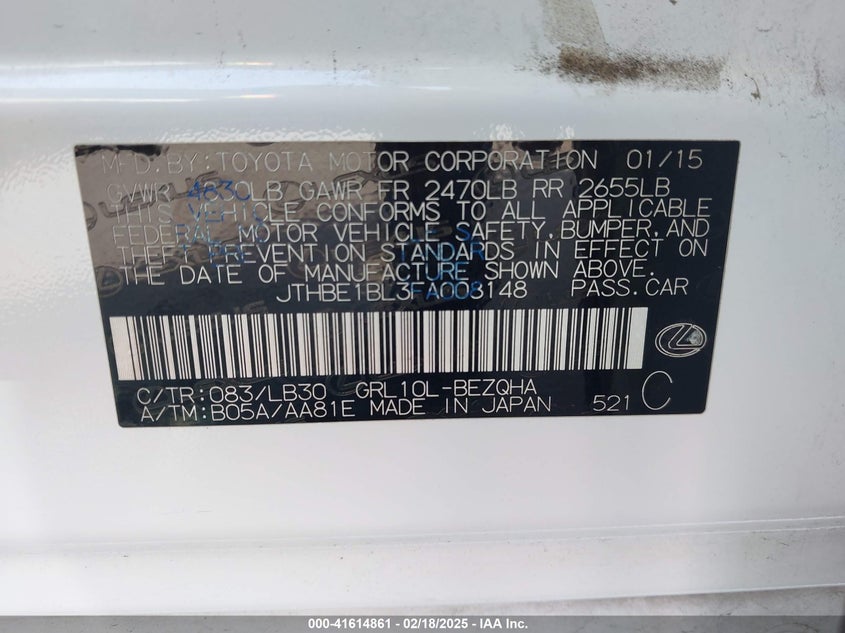 MFD. BY: TOYOTA MOTOR CORPORATION 01/15
GVWR 4630LB GAWR FR 2470LB RR 2655LB
THIS VEHICLE CONFORMS TO ALL APPLICABLE
FEDERAL MOTOR VEHICLE SAFETY, BUMPER, AND
THEFT PREVENTION STANDARDS IN EFFECT ON
THE DATE OF MANUFACTURE SHOWN ABOVE.
JTHBE1BL3FA008148 PASS. CAR
C/TR: 083/LB30 GRL10L-BEZQHA
A/TM: B05A/AA81E MADE IN JAPAN 521 C
000-41614861 - 02/18/2025 - IAA Inc.